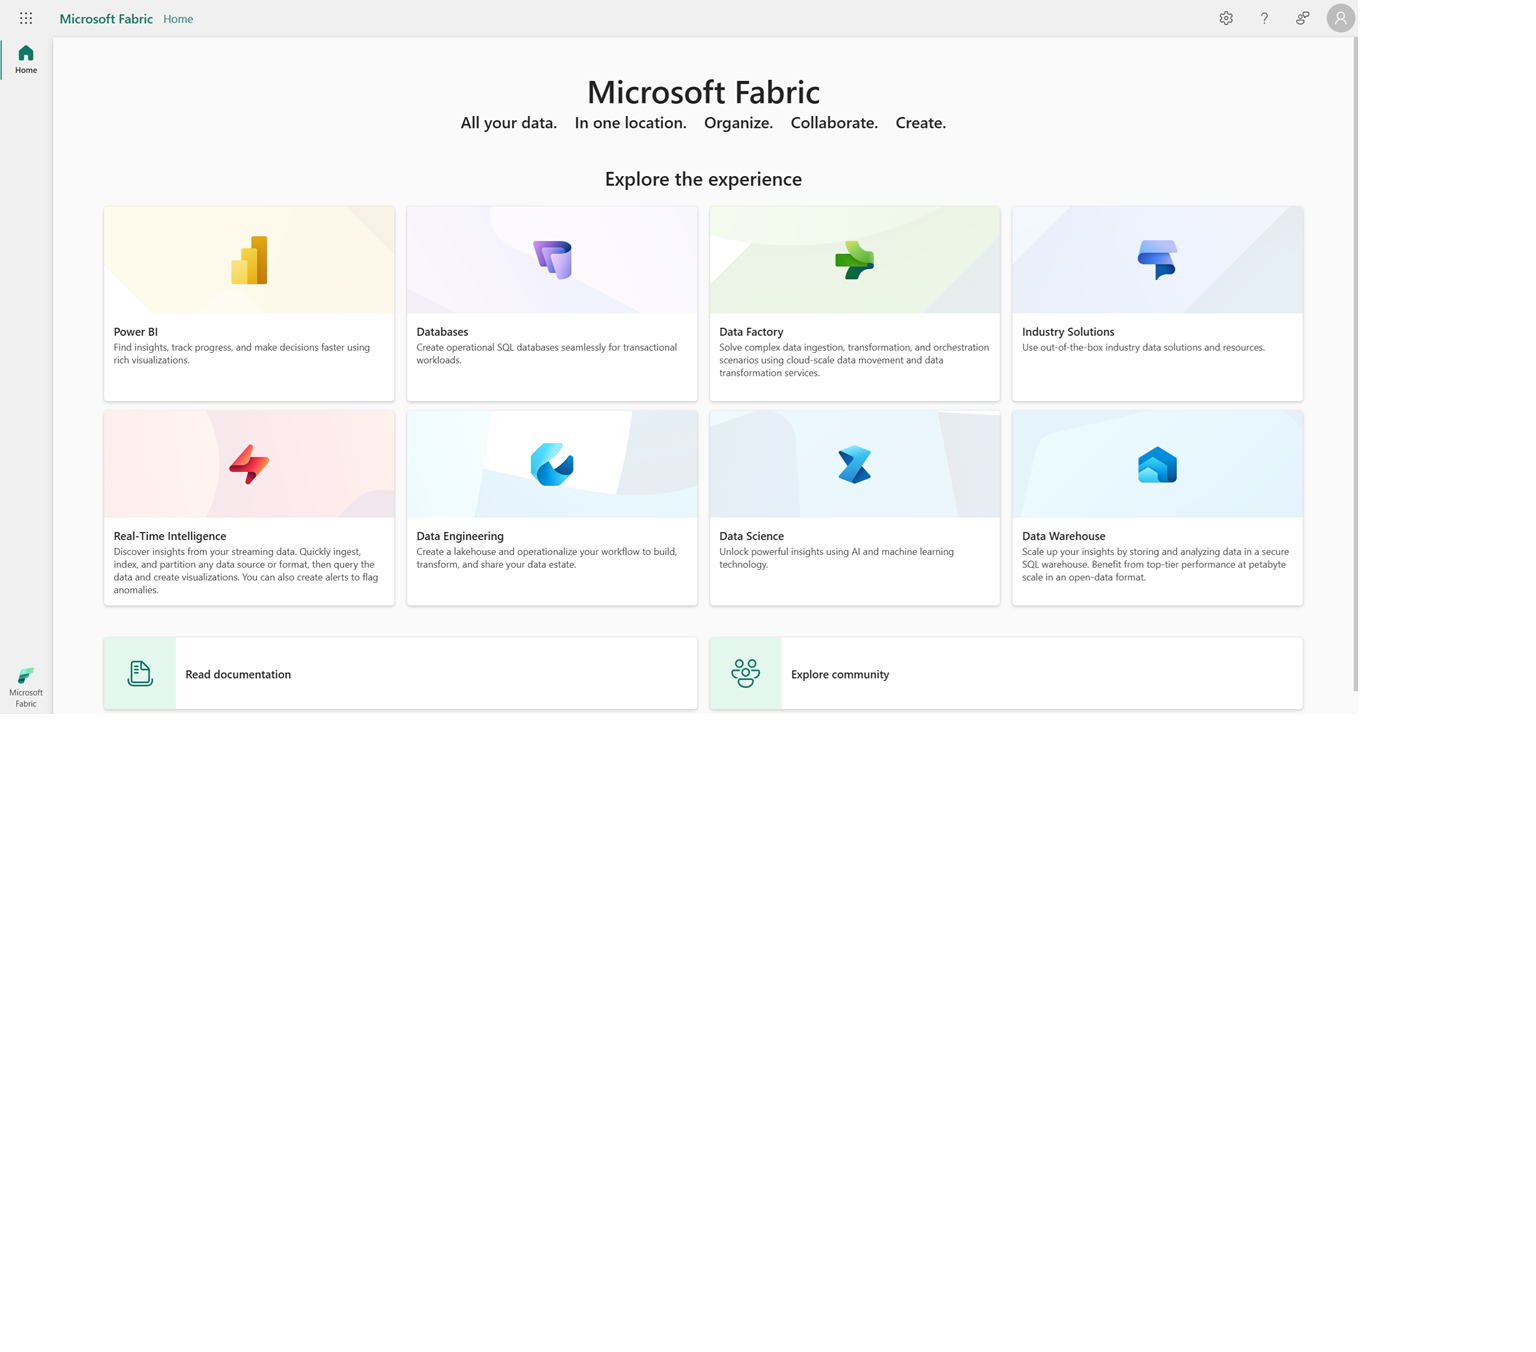 Microsoft Fabric Home
Home
Microsoft Fabric
All your data. In one location. Organize. Collaborate. Create.
Explore the experience
Power BI
Find insights, track progress, and make decisions faster using
rich visualizations.
Databases
Create operational SQL databases seamlessly for transactional
workloads.
Data Factory
Solve complex data ingestion, transformation, and orchestration
scenarios using cloud-scale data movement and data
transformation services.
Industry Solutions
Use out-of-the-box industry data solutions and resources.
Real-Time Intelligence
Discover insights from your streaming data. Quickly ingest,
index, and partition any data source or format, then query the
data and create visualizations. You can also create alerts to flag
anomalies.
Data Engineering
Create a lakehouse and operationalize your workflow to build,
transform, and share your data estate.
Data Science
Unlock powerful insights using AI and machine learning
technology.
Data Warehouse
Scale up your insights by storing and analyzing data in a secure
SQL warehouse. Benefit from top-tier performance at petabyte
scale in an open-data format.
Read documentation
Explore community
Microsoft
Fabric